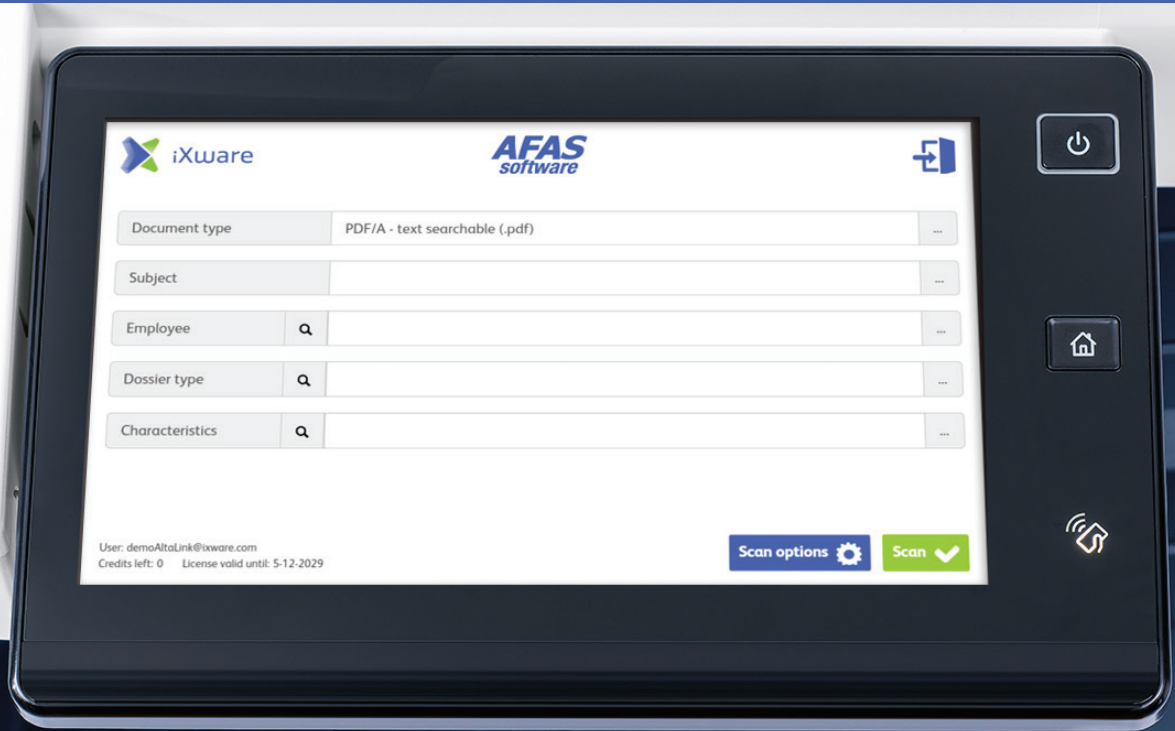 iXware
AFAS
software
Document type PDF/A - text searchable (.pdf) ...
Subject ...
Employee ...
Dossier type ...
Characteristics ...
User: demoAltaLink@ixware.com
Credits left: 0 License valid until: 5-12-2029
Scan options
Scan